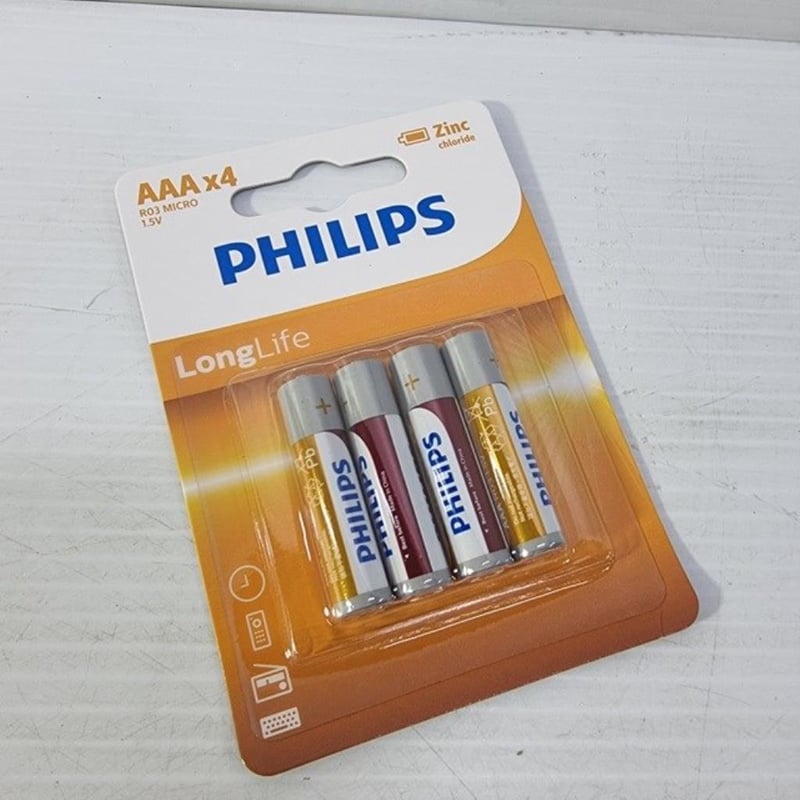 AAA x4
R03 MICRO
1.5V
Zinc
chloride
PHILIPS
LongLife
+
Pb
PHILIPS
PHILIPS
+
PHILIPS
Pb
PHILIPS